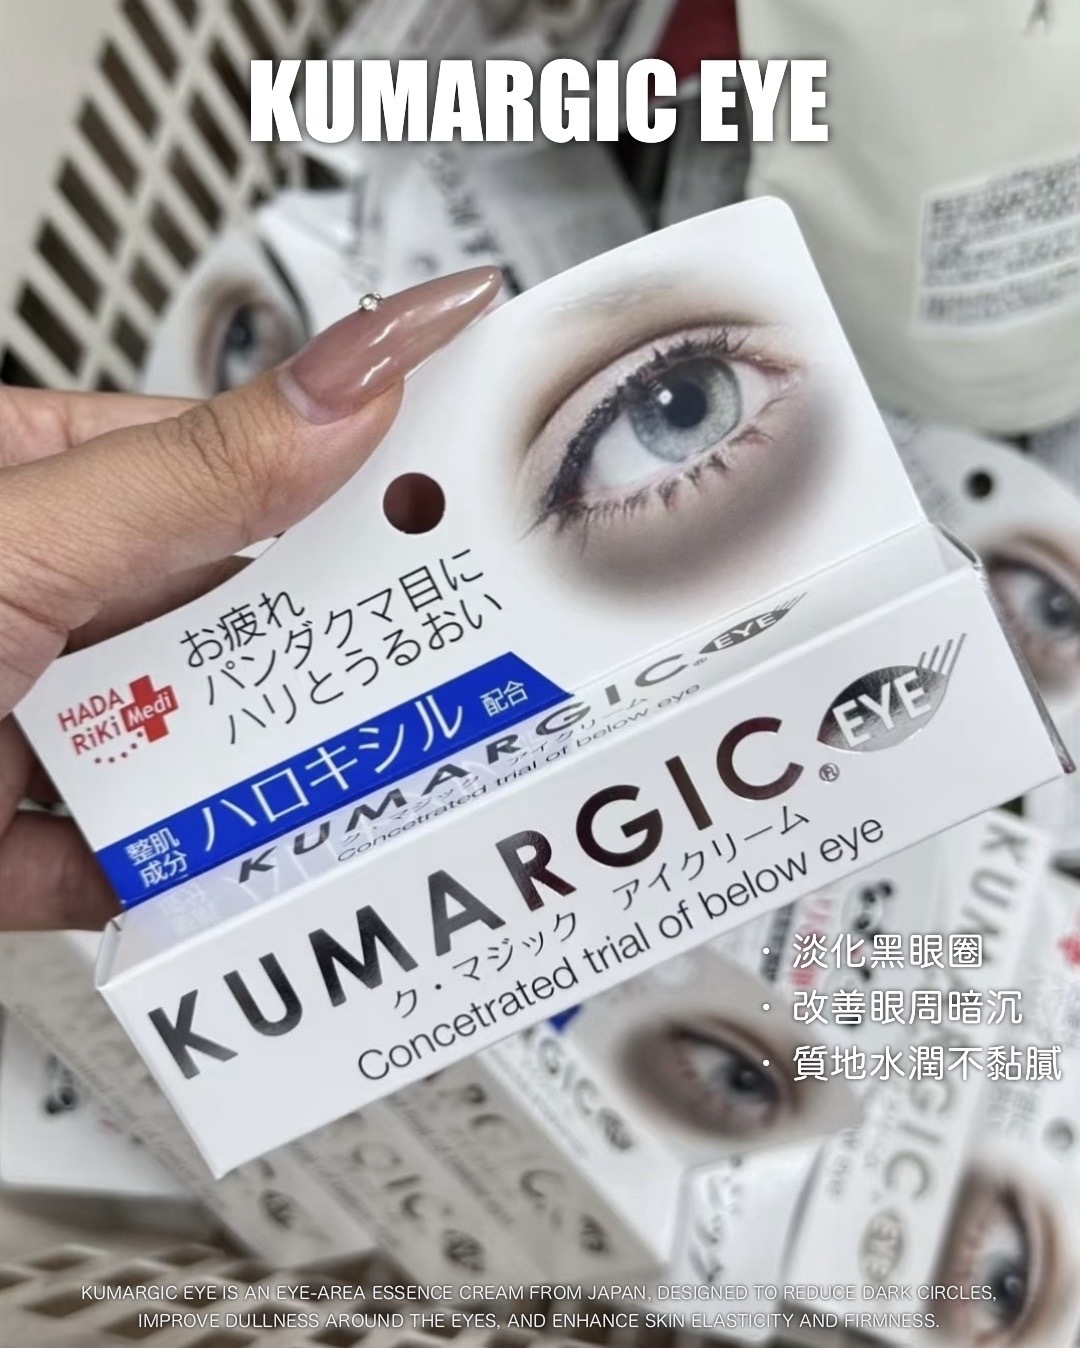 KUMARGIC EYE
お疲れ
パンダクマ目に
ハリとうるおい
HADA
RiKi Medi
整肌
成分
ハロキシル 配合
KUMARGIC® EYE
ク・マジック アイクリーム
Concetrated trial of below eye
KUMARGIC® EYE
ク・マジック アイクリーム
Concetrated trial of below eye
· 淡化黑眼圈
· 改善眼周暗沉
· 質地水潤不黏膩
KUMARGIC EYE IS AN EYE-AREA ESSENCE CREAM FROM JAPAN, DESIGNED TO REDUCE DARK CIRCLES,
IMPROVE DULLNESS AROUND THE EYES, AND ENHANCE SKIN ELASTICITY AND FIRMNESS.